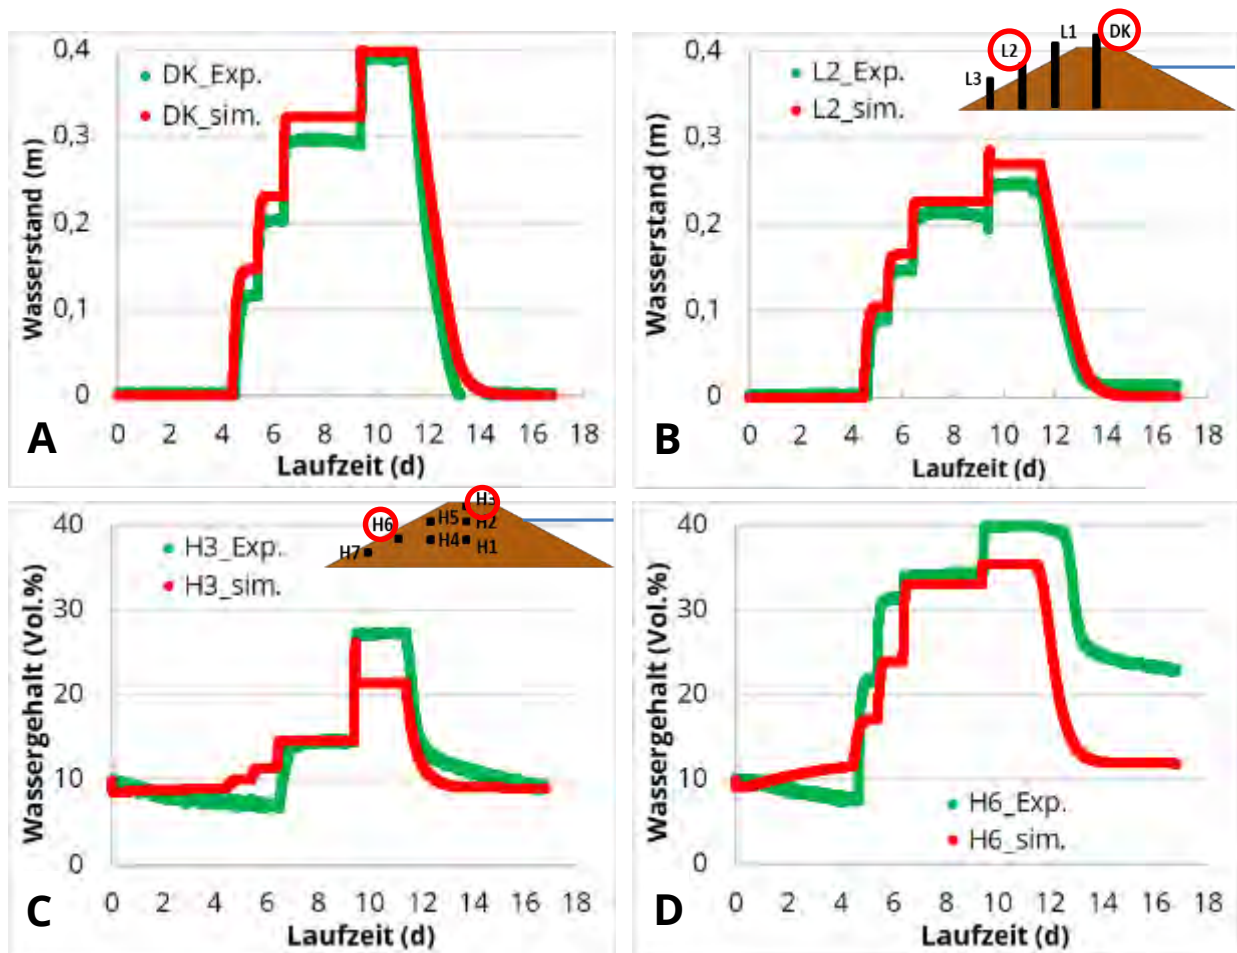 0,4
0,3
0,2
0,1
0
Wasserstand (m)
DK_Exp.
DK_sim.
0 2 4 6 8 10 12 14 16 18
Laufzeit (d)
A
0,4
0,3
0,2
0,1
0
Wasserstand (m)
L2_Exp.
L2_sim.
L3
L2
L1
DK
0 2 4 6 8 10 12 14 16 18
Laufzeit (d)
B
40
30
20
10
0
Wassergehalt (Vol.%)
H3_Exp.
H3_sim.
H3
H6 H5 H2
H7 H4 H1
0 2 4 6 8 10 12 14 16 18
Laufzeit (d)
C
40
30
20
10
0
Wassergehalt (Vol.%)
H6_Exp.
H6_sim.
0 2 4 6 8 10 12 14 16 18
Laufzeit (d)
D